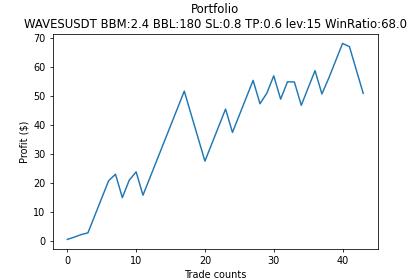 Portfolio
WAVESUSDT BBM:2.4 BBL:180 SL:0.8 TP:0.6 lev:15 WinRatio:68.0
70
60
50
40
30
20
10
0
Profit ($)
0 10 20 30 40
Trade counts